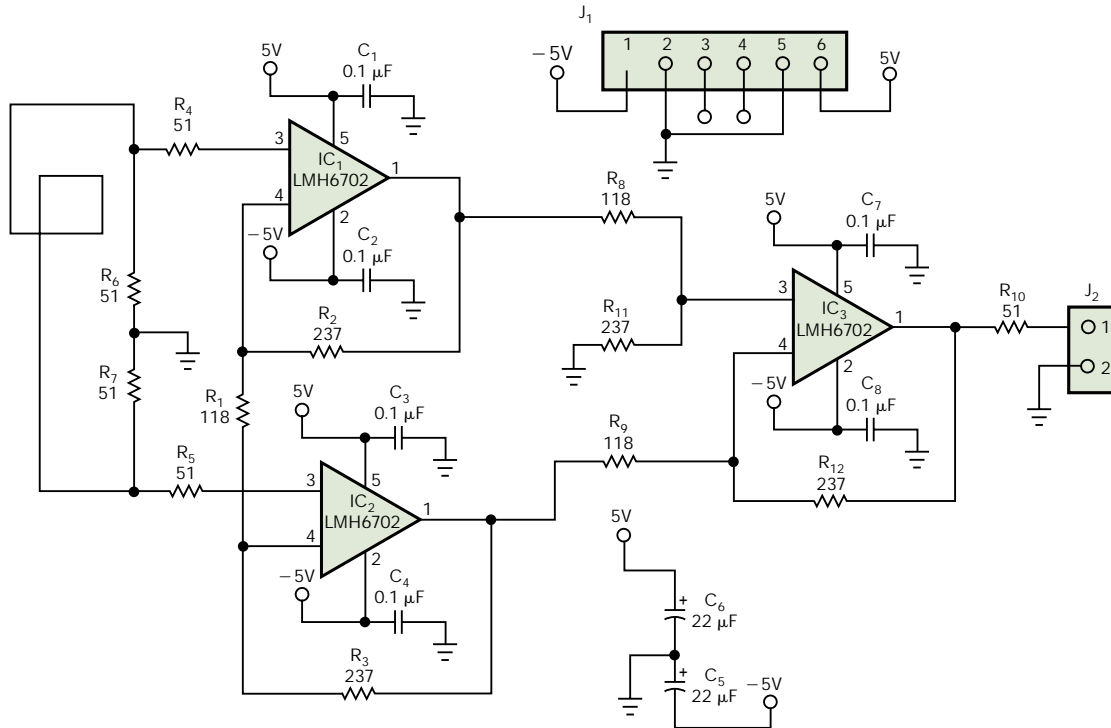 J1
1 2 3 4 5 6
−5V
5V
5V
C1
0.1 µF
R4
51
3
5
IC1
LMH6702
1
4
2
−5V
C2
0.1 µF
R6
51
R2
237
R7
51
R1
118
5V
C3
0.1 µF
R5
51
3
5
IC2
LMH6702
1
4
2
−5V
C4
0.1 µF
R3
237
R8
118
R11
237
R9
118
5V
C7
0.1 µF
3
5
IC3
LMH6702
1
4
2
−5V
C8
0.1 µF
R12
237
R10
51
J2
1
2
5V
+
C6
22 µF
+
C5
22 µF
−5V